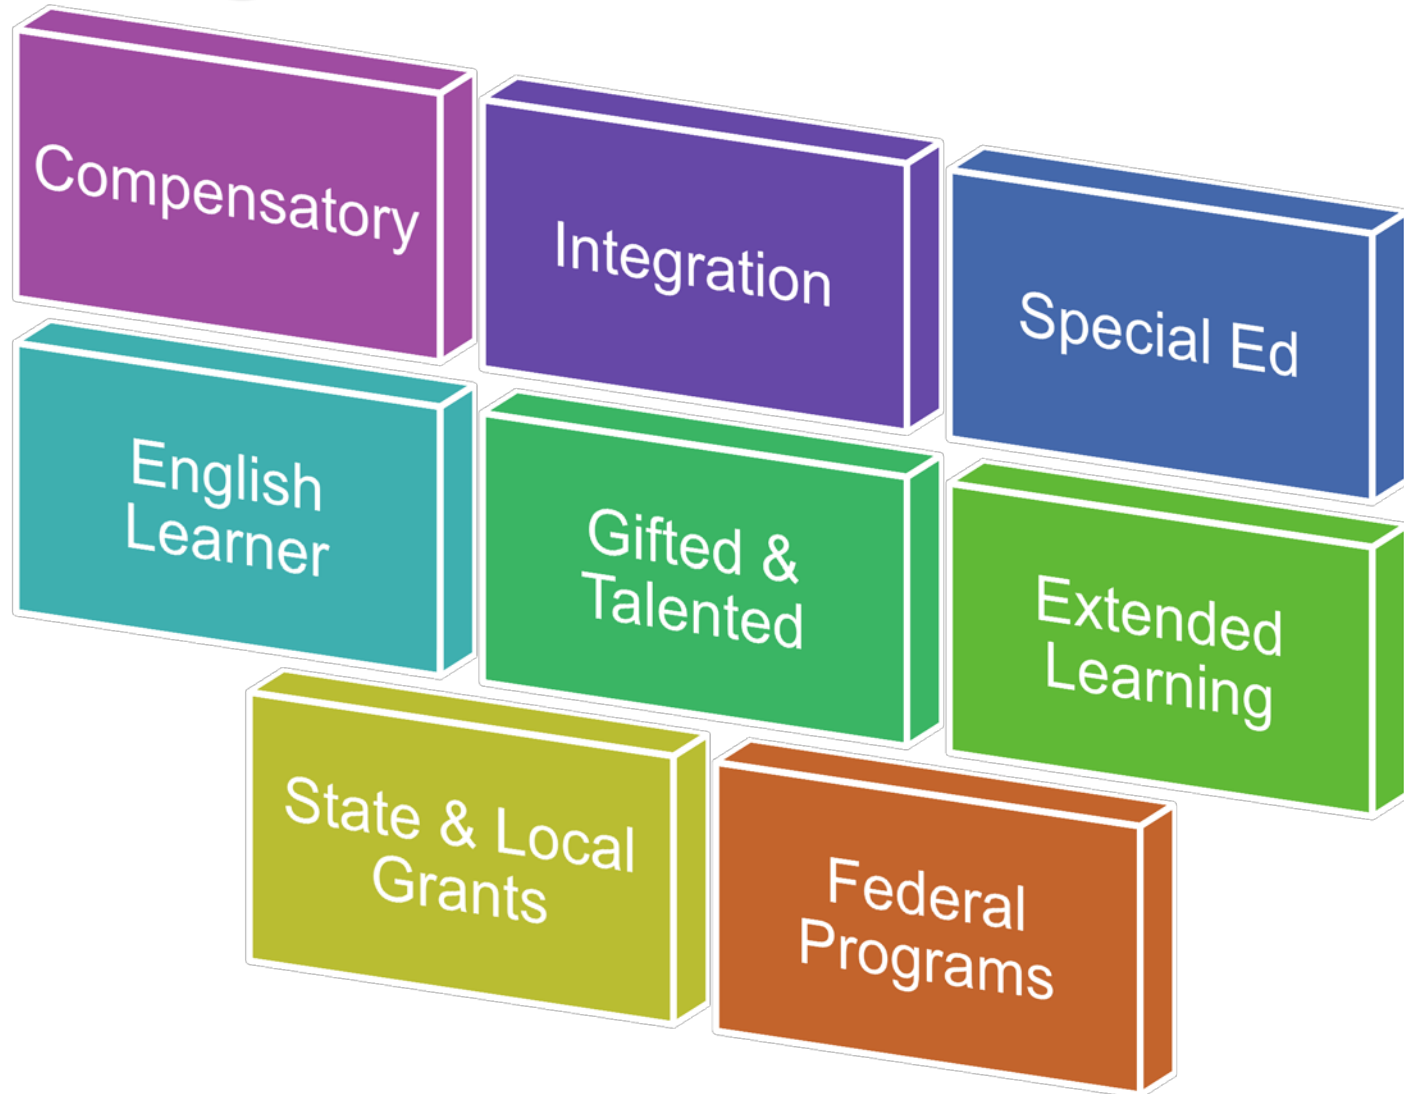 Compensatory
Integration
Special Ed
English
Learner
Gifted &
Talented
Extended
Learning
State & Local
Grants
Federal
Programs